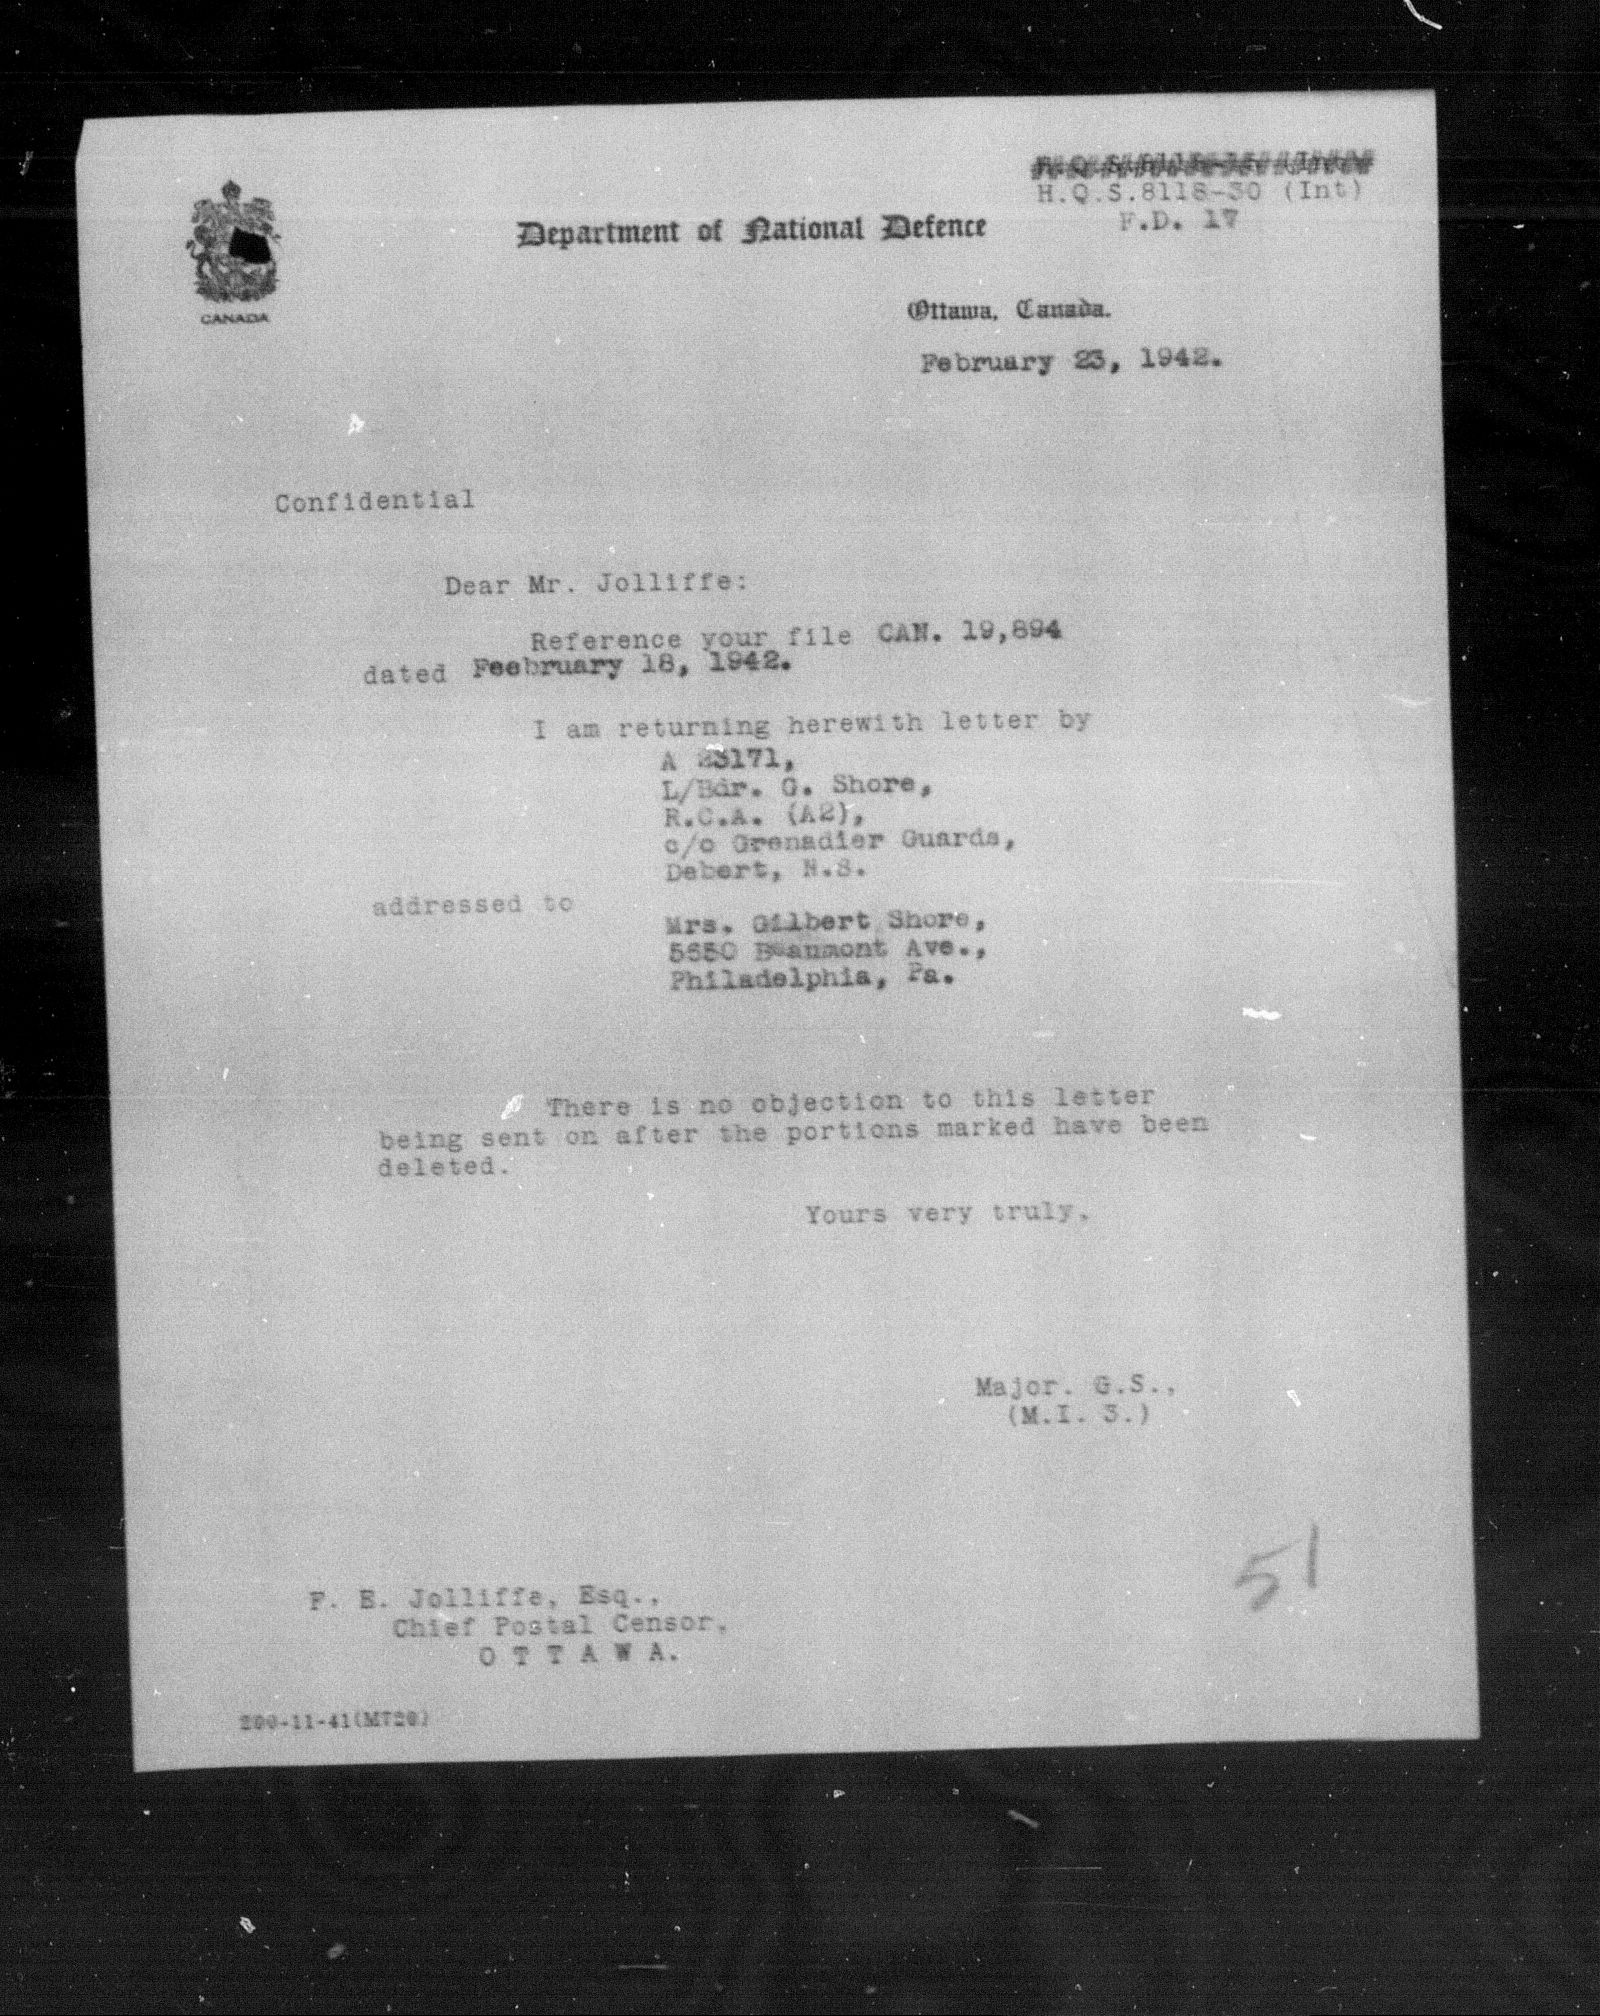 H.Q.S.8118-30 (Int)
F.D. 17
Department of National Defence
CANADA
Ottawa, Canada.
February 23, 1942.
Confidential
Dear Mr. Jolliffe:
Reference your file CAN. 19,894
dated Feebruary 18, 1942.
I am returning herewith letter by
A 23171,
L/Bdr. G. Shore,
R.C.A. (A2),
c/o Grenadier Guards,
Debert, N.S.
addressed to
Mrs. Gilbert Shore,
5650 Beaumont Ave.,
Philadelphia, Pa.
There is no objection to this letter
being sent on after the portions marked have been
deleted.
Yours very truly,
Major. G.S.,
(M.I. 3.)
51
F. E. Jolliffe, Esq.,
Chief Postal Censor,
O T T A W A.
200-11-41(M720)